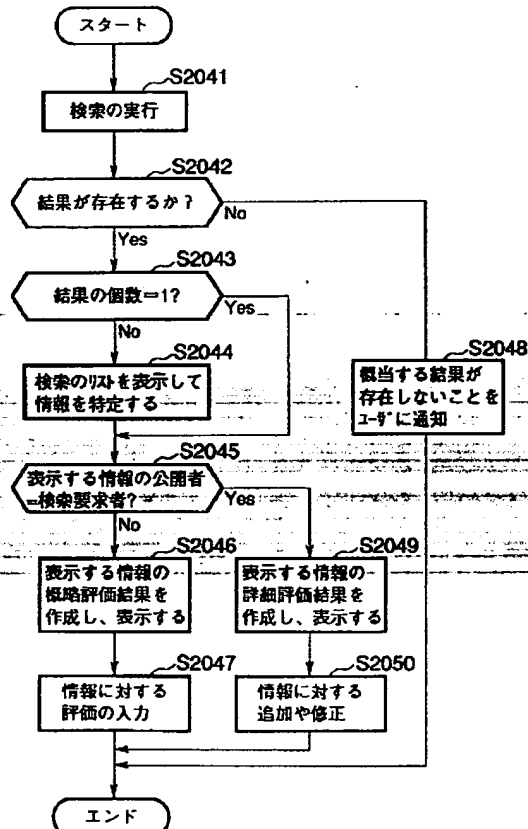 スタート
S2041
検索の実行
S2042
結果が存在するか?
No
Yes
S2043
結果の個数=1?
Yes
No
S2044
検索のリストを表示して
情報を特定する
S2048
概当する結果が
存在しないことを
ユーザに通知
S2045
表示する情報の公開者
=検索要求者?
Yes
No
S2046
表示する情報の
概略評価結果を
作成し、表示する
S2049
表示する情報の
詳細評価結果を
作成し、表示する
S2047
情報に対する
評価の入力
S2050
情報に対する
追加や修正
エンド